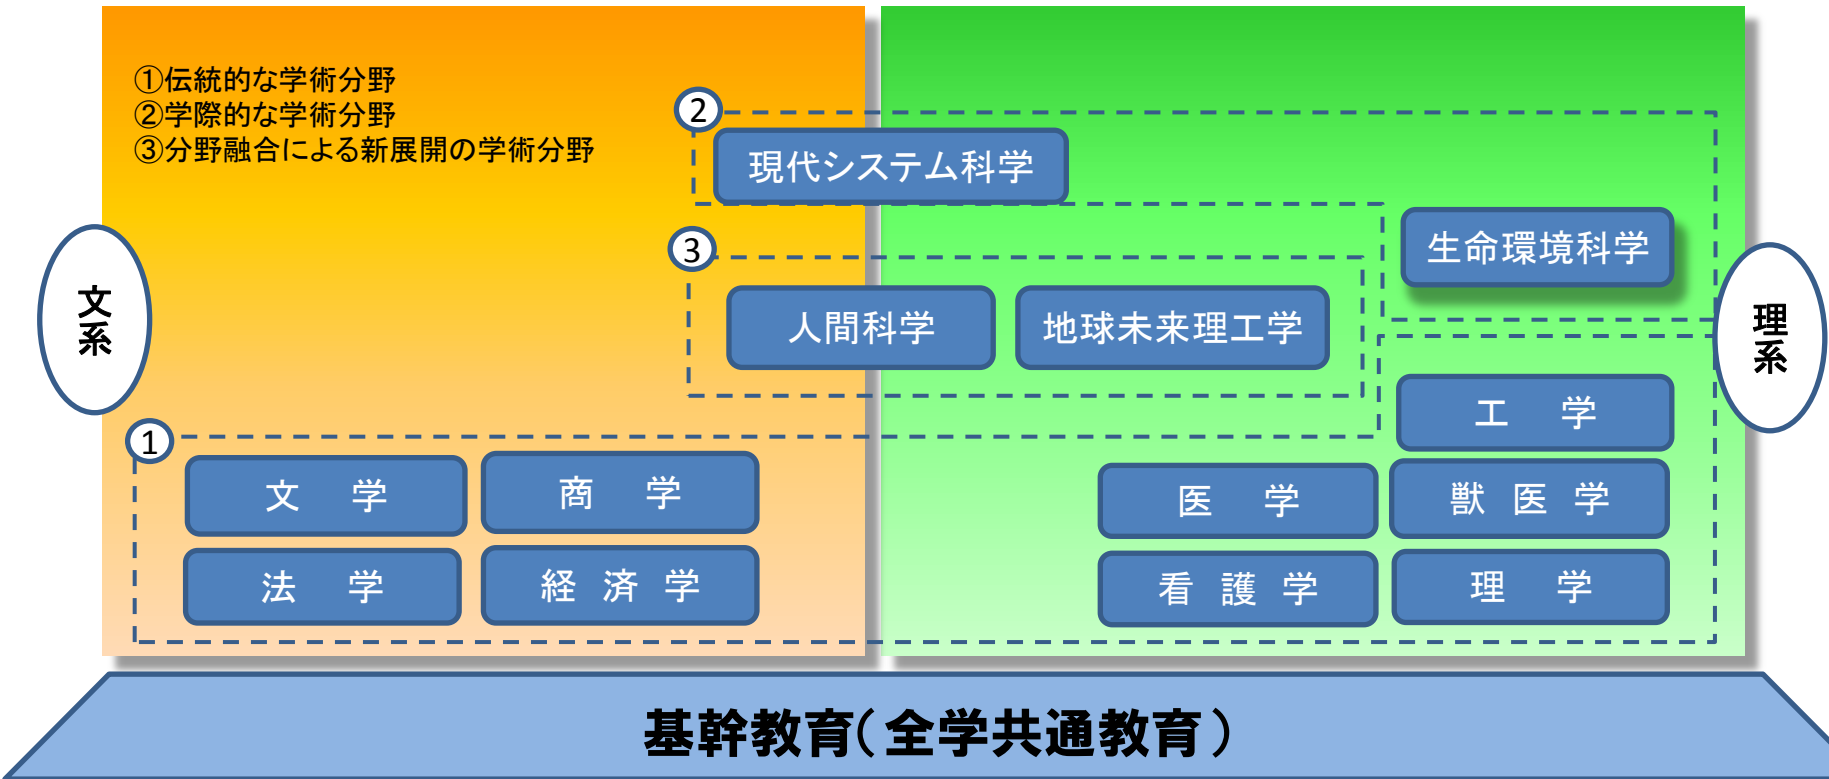 ①伝統的な学術分野
②学際的な学術分野
③分野融合による新展開の学術分野
2
現代システム科学
生命環境科学
3
人間科学
地球未来理工学
文系
理系
1
工 学
文 学
商 学
医 学
獣 医 学
法 学
経 済 学
看 護 学
理 学
基幹教育(全学共通教育)